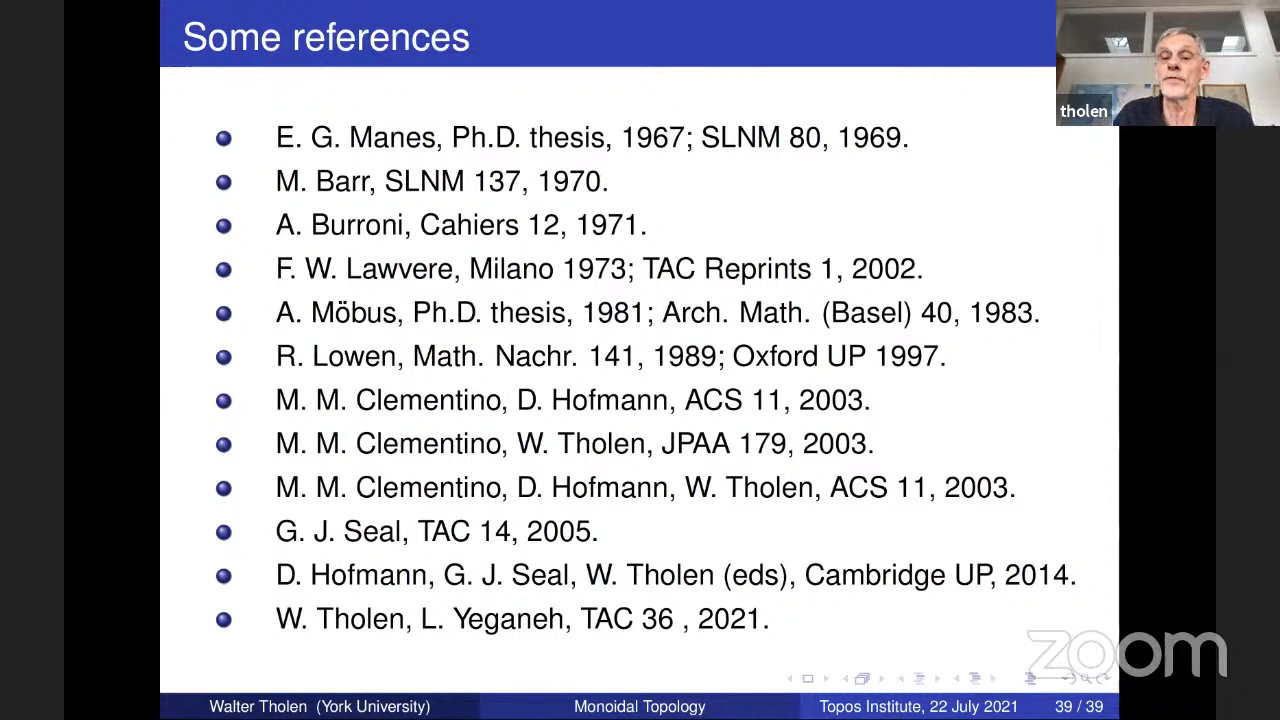 Some references
tholen
E. G. Manes, Ph.D. thesis, 1967; SLNM 80, 1969.
M. Barr, SLNM 137, 1970.
A. Burroni, Cahiers 12, 1971.
F. W. Lawvere, Milano 1973; TAC Reprints 1, 2002.
A. Möbus, Ph.D. thesis, 1981; Arch. Math. (Basel) 40, 1983.
R. Lowen, Math. Nachr. 141, 1989; Oxford UP 1997.
M. M. Clementino, D. Hofmann, ACS 11, 2003.
M. M. Clementino, W. Tholen, JPAA 179, 2003.
M. M. Clementino, D. Hofmann, W. Tholen, ACS 11, 2003.
G. J. Seal, TAC 14, 2005.
D. Hofmann, G. J. Seal, W. Tholen (eds), Cambridge UP, 2014.
W. Tholen, L. Yeganeh, TAC 36 , 2021.
zoom
Walter Tholen (York University) Monoidal Topology Topos Institute, 22 July 2021 39 / 39